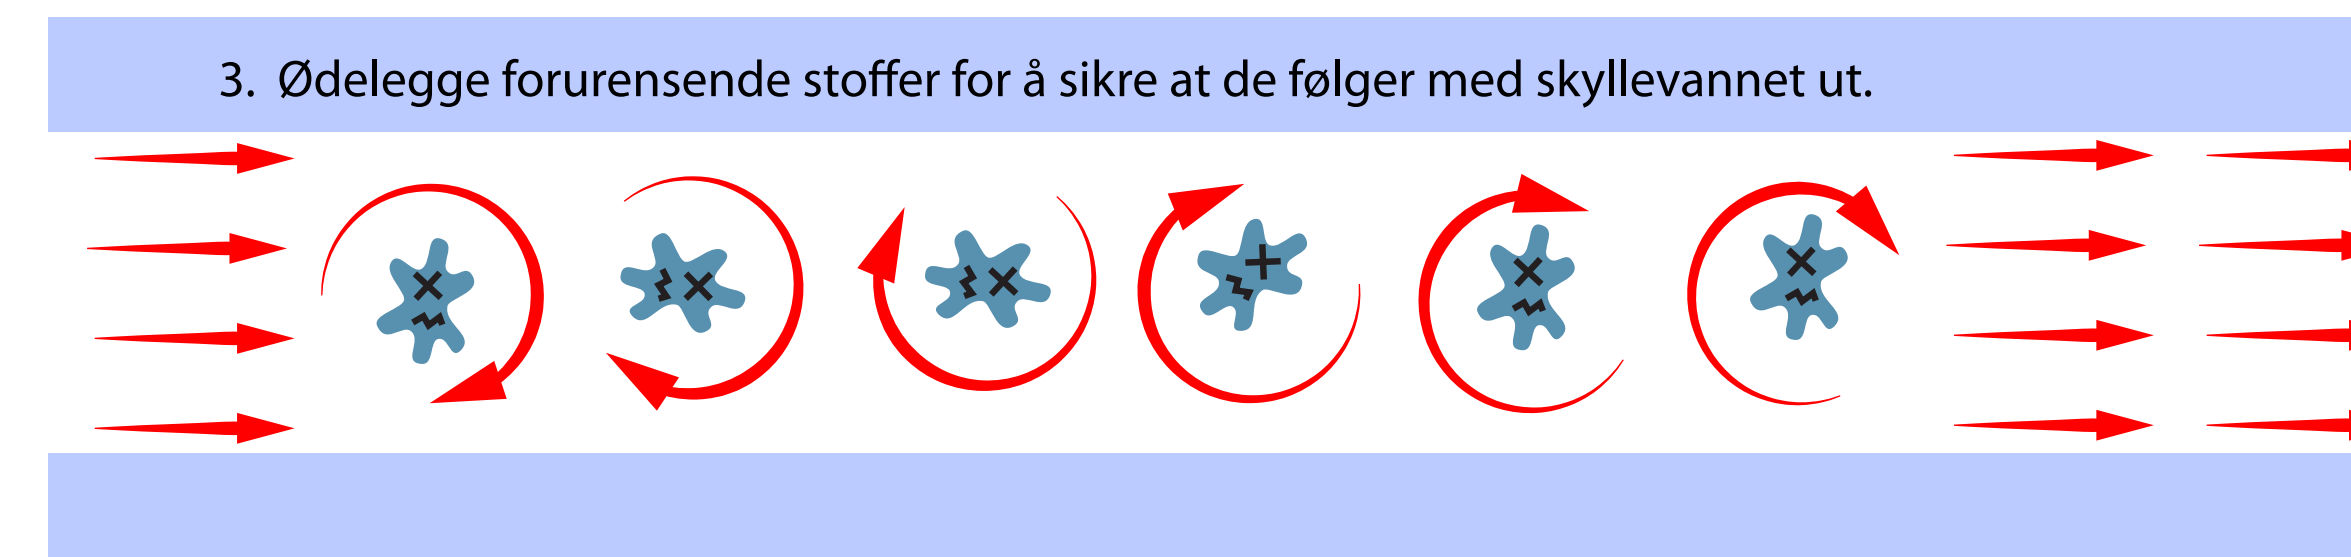 3. Ødelegge forurensende stoffer for å sikre at de følger med skyllevannet ut.